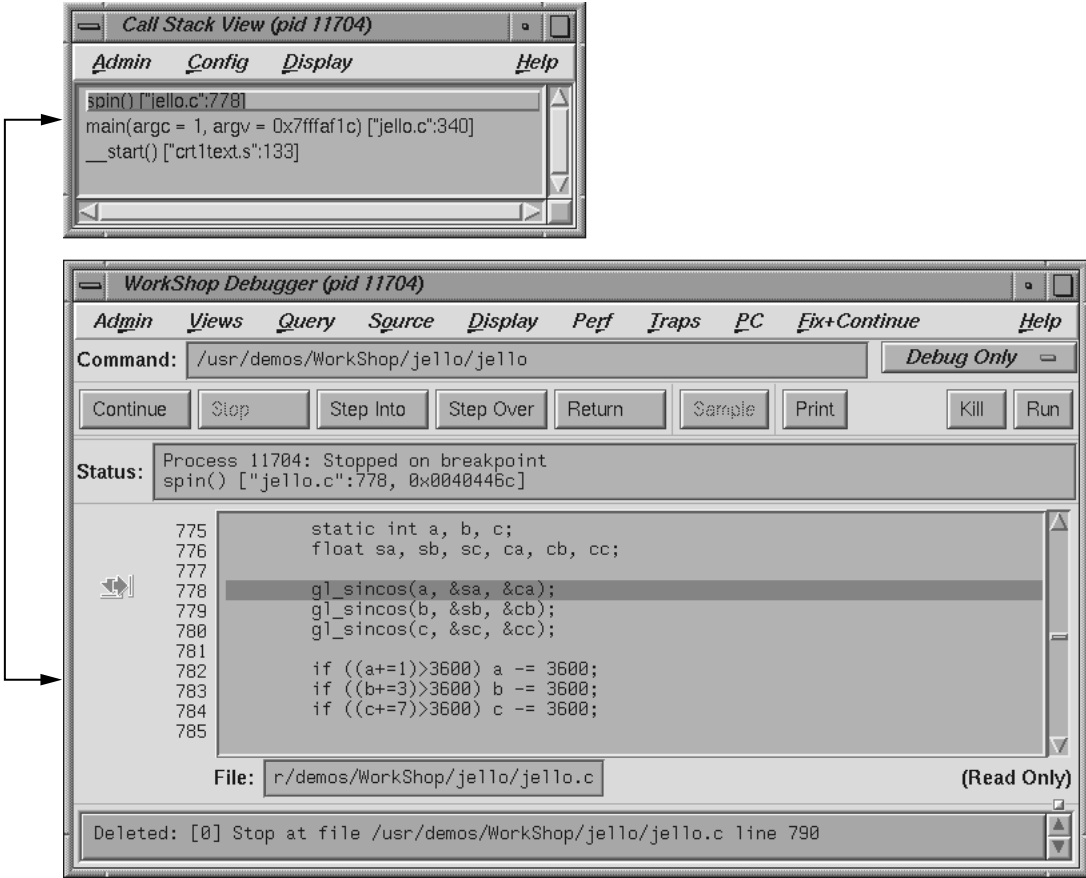 Call Stack View (pid 11704)
Admin Config Display Help
spin() ["jello.c":778]
main(argc = 1, argv = 0x7fffaf1c) ["jello.c":340]
__start() ["crt1text.s":133]
WorkShop Debugger (pid 11704)
Admin Views Query Source Display Perf Traps PC Fix+Continue Help
Command: /usr/demos/WorkShop/jello/jello Debug Only
Continue Stop Step Into Step Over Return Sample Print Kill Run
Status: Process 11704: Stopped on breakpoint
spin() ["jello.c":778, 0x0040446c]
775 static int a, b, c;
776 float sa, sb, sc, ca, cb, cc;
777
778 gl_sincos(a, &sa, &ca);
779 gl_sincos(b, &sb, &cb);
780 gl_sincos(c, &sc, &cc);
781
782 if ((a+=1)>3600) a -= 3600;
783 if ((b+=3)>3600) b -= 3600;
784 if ((c+=7)>3600) c -= 3600;
785
File: r/demos/WorkShop/jello/jello.c (Read Only)
Deleted: [0] Stop at file /usr/demos/WorkShop/jello/jello.c line 790